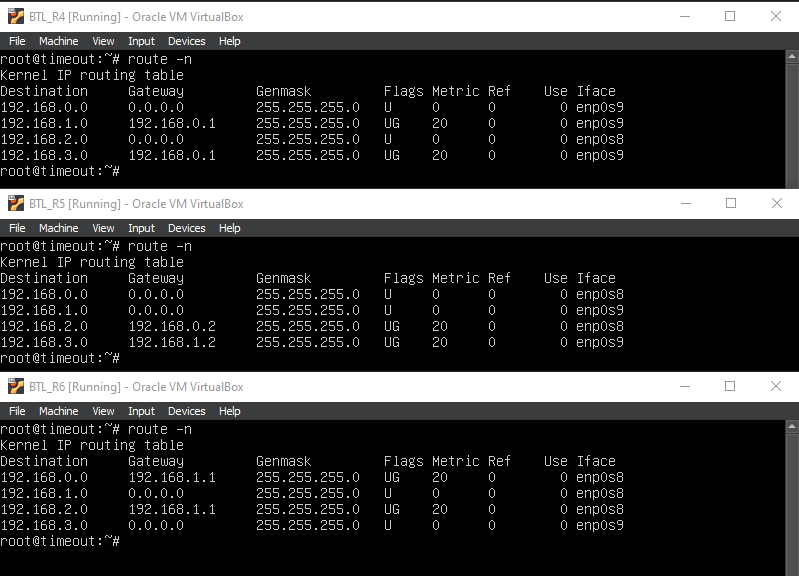 BTL_R4 [Running] - Oracle VM VirtualBox
File Machine View Input Devices Help
root@timeout:~# route -n
Kernel IP routing table
Destination Gateway Genmask Flags Metric Ref Use Iface
192.168.0.0 0.0.0.0 255.255.255.0 U 0 0 0 enp0s9
192.168.1.0 192.168.0.1 255.255.255.0 UG 20 0 0 enp0s9
192.168.2.0 0.0.0.0 255.255.255.0 U 0 0 0 enp0s8
192.168.3.0 192.168.0.1 255.255.255.0 UG 20 0 0 enp0s9
root@timeout:~#
BTL_R5 [Running] - Oracle VM VirtualBox
File Machine View Input Devices Help
root@timeout:~# route -n
Kernel IP routing table
Destination Gateway Genmask Flags Metric Ref Use Iface
192.168.0.0 0.0.0.0 255.255.255.0 U 0 0 0 enp0s8
192.168.1.0 0.0.0.0 255.255.255.0 U 0 0 0 enp0s9
192.168.2.0 192.168.0.2 255.255.255.0 UG 20 0 0 enp0s8
192.168.3.0 192.168.1.2 255.255.255.0 UG 20 0 0 enp0s9
root@timeout:~#
BTL_R6 [Running] - Oracle VM VirtualBox
File Machine View Input Devices Help
root@timeout:~# route -n
Kernel IP routing table
Destination Gateway Genmask Flags Metric Ref Use Iface
192.168.0.0 192.168.1.1 255.255.255.0 UG 20 0 0 enp0s8
192.168.1.0 0.0.0.0 255.255.255.0 U 0 0 0 enp0s8
192.168.2.0 192.168.1.1 255.255.255.0 UG 20 0 0 enp0s8
192.168.3.0 0.0.0.0 255.255.255.0 U 0 0 0 enp0s9
root@timeout:~#